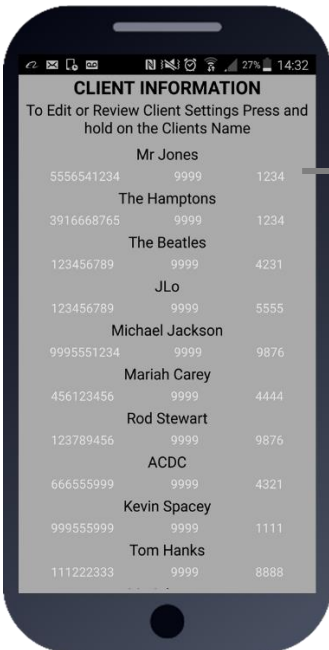 27% 14:32
CLIENT INFORMATION
To Edit or Review Client Settings Press and
hold on the Clients Name
Mr Jones
5556541234 9999 1234
The Hamptons
3916668765 9999 1234
The Beatles
123456789 9999 4231
JLo
123456789 9999 5555
Michael Jackson
9995551234 9999 9876
Mariah Carey
456123456 9999 4444
Rod Stewart
123789456 9999 9876
ACDC
666555999 9999 4321
Kevin Spacey
999555999 9999 1111
Tom Hanks
111222333 9999 8888